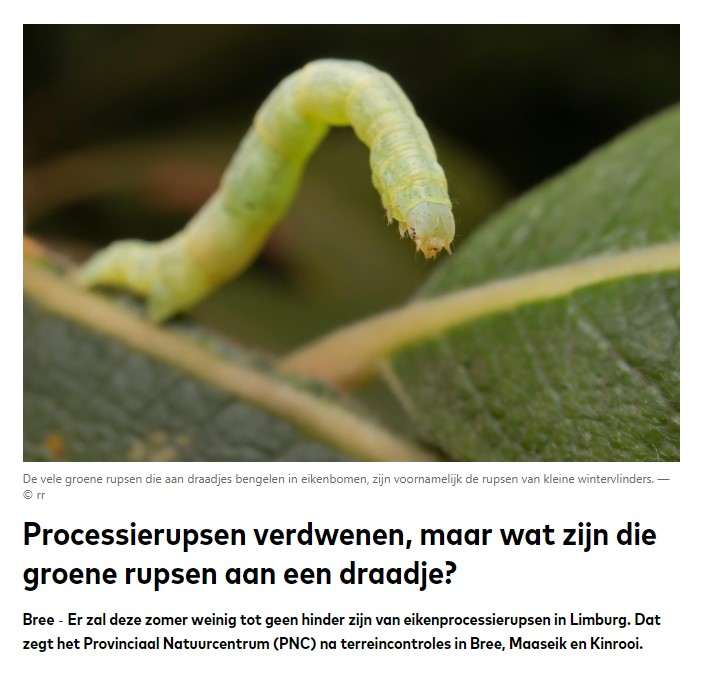 De vele groene rupsen die aan draadjes bengelen in eikenbomen, zijn voornamelijk de rupsen van kleine wintervlinders. —
© rr
Processierupsen verdwenen, maar wat zijn die
groene rupsen aan een draadje?
Bree - Er zal deze zomer weinig tot geen hinder zijn van eikenprocessierupsen in Limburg. Dat
zegt het Provinciaal Natuurcentrum (PNC) na terreincontroles in Bree, Maaseik en Kinrooi.